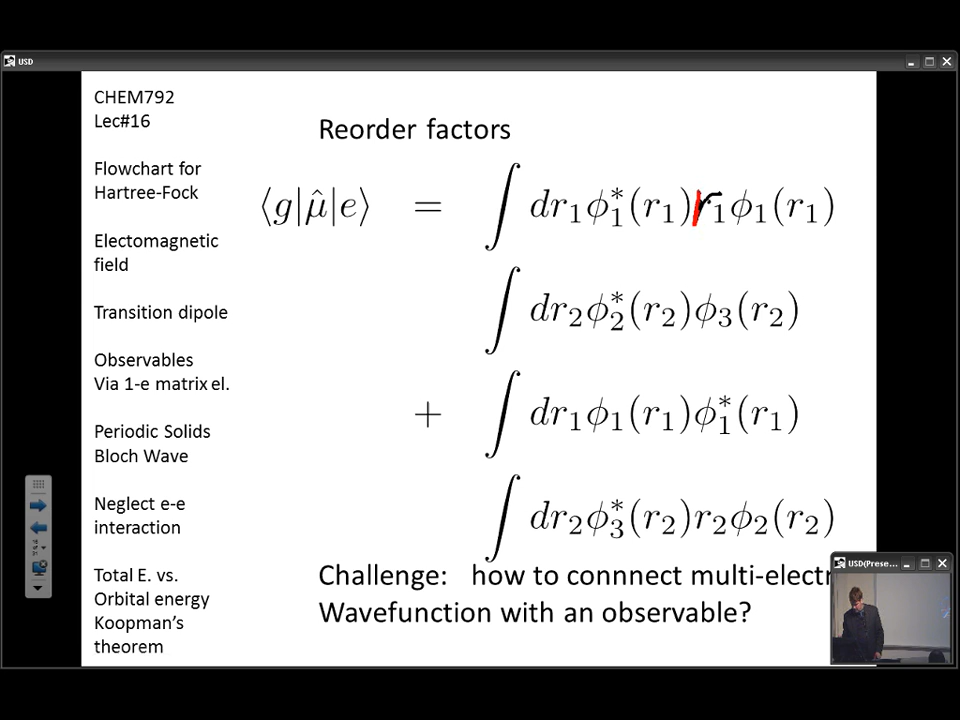 USD
CHEM792
Lec#16
Flowchart for
Hartree-Fock
Electomagnetic
field
Transition dipole
Observables
Via 1-e matrix el.
Periodic Solids
Bloch Wave
Neglect e-e
interaction
Total E. vs.
Orbital energy
Koopman's
theorem
Reorder factors
⟨g|μ̂|e⟩ = ∫ dr₁ϕ₁*(r₁)r₁ϕ₁(r₁)
∫ dr₂ϕ₂*(r₂)ϕ₃(r₂)
+ ∫ dr₁ϕ₁(r₁)ϕ₁*(r₁)
∫ dr₂ϕ₃*(r₂)r₂ϕ₂(r₂)
Challenge: how to connnect multi-electr
Wavefunction with an observable?
USD(Prese...